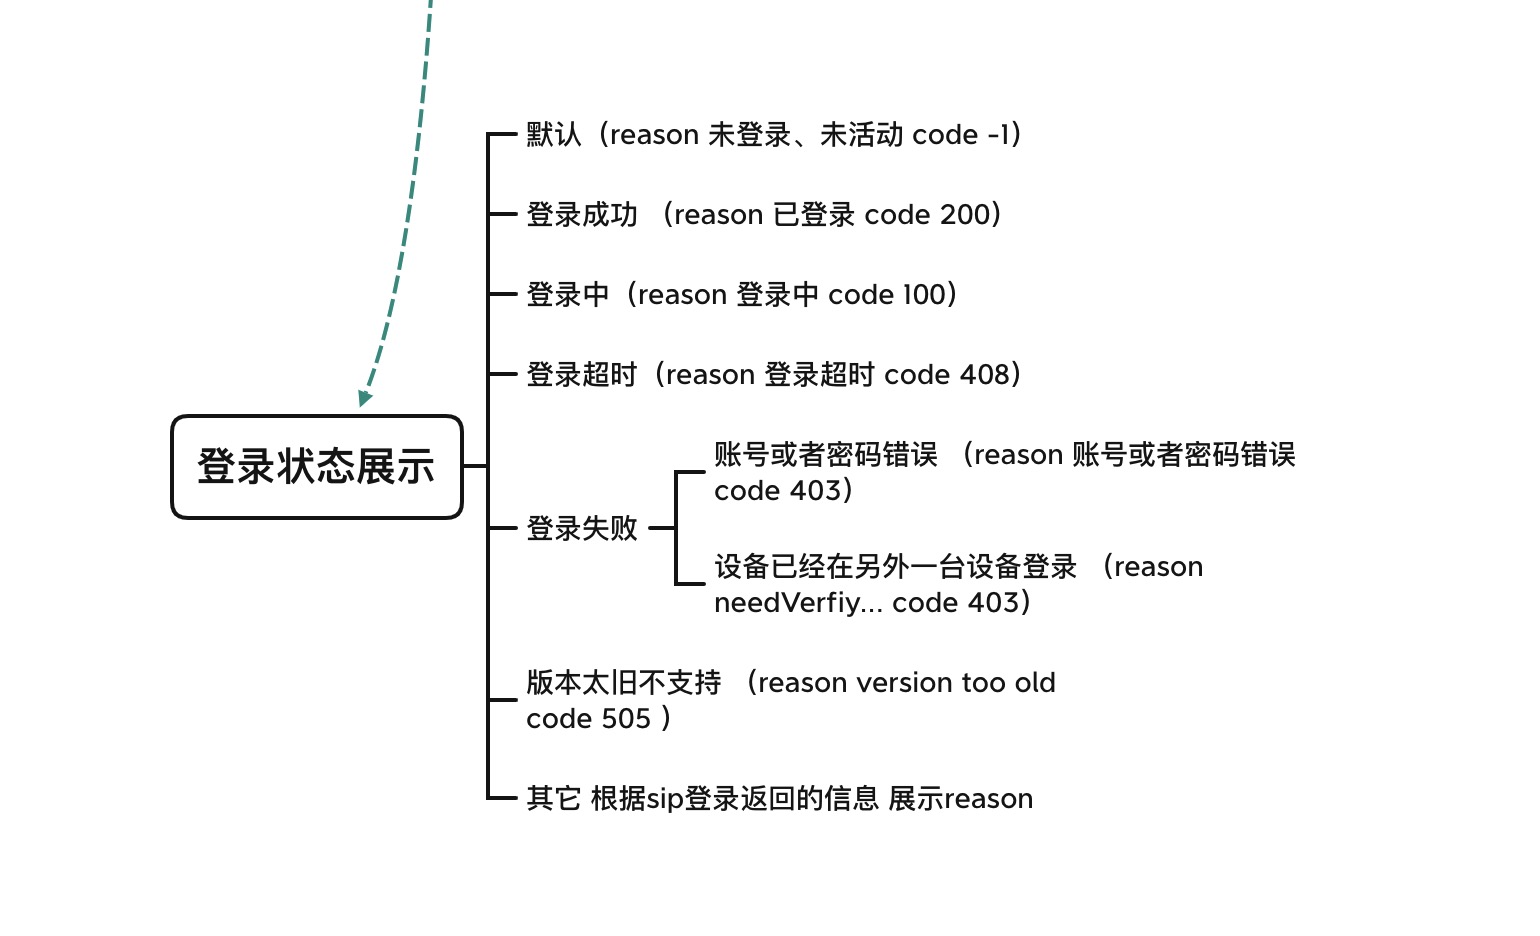 默认（reason 未登录、未活动 code -1）
登录成功 （reason 已登录 code 200）
登录中（reason 登录中 code 100）
登录超时（reason 登录超时 code 408）
登录状态展示
登录失败
账号或者密码错误 （reason 账号或者密码错误
code 403）
设备已经在另外一台设备登录 （reason
needVerfiy... code 403）
版本太旧不支持 （reason version too old
code 505 ）
其它 根据sip登录返回的信息 展示reason